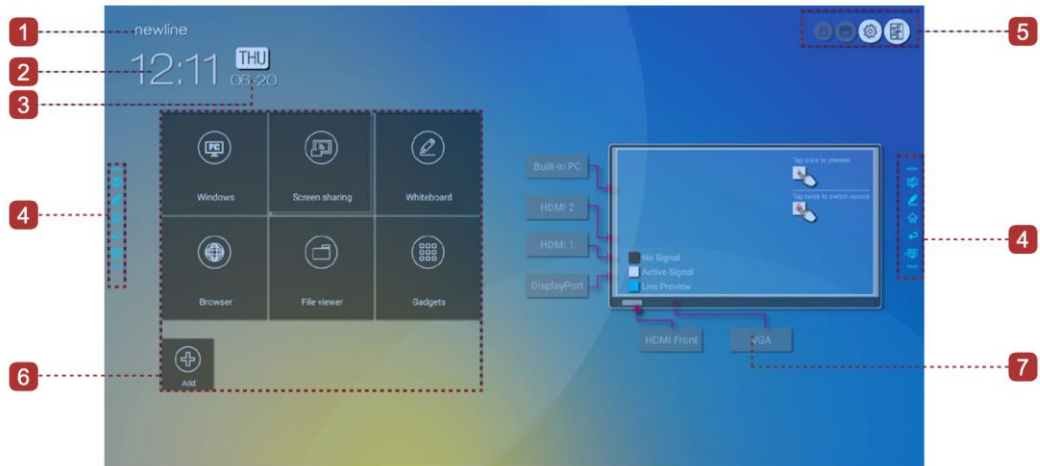 1
newline
5
2
12:11
THU
06-20
3
PC
Windows
Screen sharing
Whiteboard
Built-in PC
Tap once to preview
4
HDMI 2
Tap twice to switch source
4
HDMI 1
No Signal
Browser
File viewer
Gadgets
DisplayPort
Active Signal
Live Preview
HDMI Front
VGA
6
Add
7